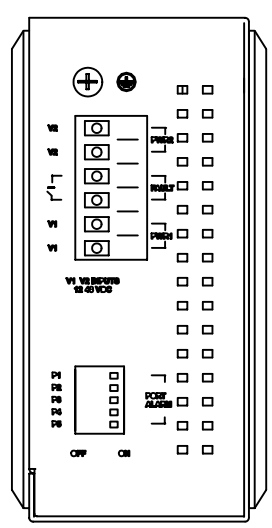 V2
PWR2
V2
FAULT
V1
PWR1
V1
V1 V2 INPUTS
12 48 VDC
P1
P2
P3
PORT
ALARM
P4
P5
OFF ON